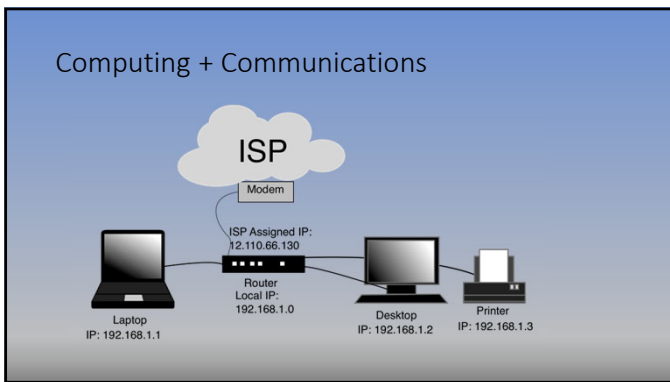 Computing + Communications
ISP
Modem
ISP Assigned IP:
12.110.66.130
Router
Local IP:
192.168.1.0
Laptop
IP: 192.168.1.1
Desktop
IP: 192.168.1.2
Printer
IP: 192.168.1.3